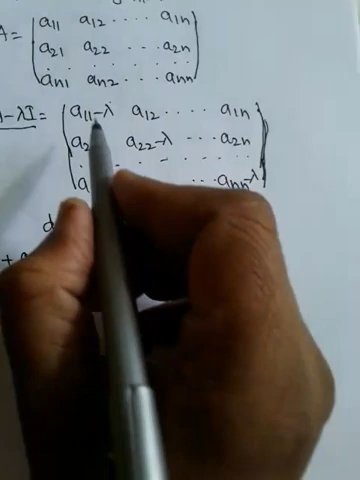 A = ( a₁₁ a₁₂ .... a₁ₙ
a₂₁ a₂₂ ... a₂ₙ
. . . . . . . .
aₙ₁ aₙ₂ ... aₙₙ )
-λI = ( a₁₁-λ a₁₂ .... a₁ₙ
a₂₂-λ ... a₂ₙ
. . . . . . . .
... aₙₙ-λ )
d
+